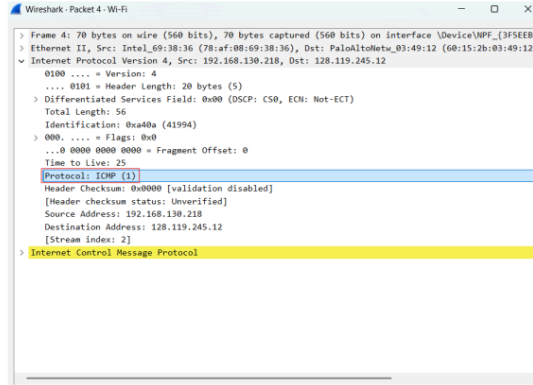 Wireshark · Packet 4 · Wi-Fi
Frame 4: 70 bytes on wire (560 bits), 70 bytes captured (560 bits) on interface \Device\NPF_{3F5EEB
Ethernet II, Src: Intel_69:38:36 (78:af:08:69:38:36), Dst: PaloAltoNetw_03:49:12 (60:15:2b:03:49:12
Internet Protocol Version 4, Src: 192.168.130.218, Dst: 128.119.245.12
0100 .... = Version: 4
.... 0101 = Header Length: 20 bytes (5)
Differentiated Services Field: 0x00 (DSCP: CS0, ECN: Not-ECT)
Total Length: 56
Identification: 0xa40a (41994)
000. .... = Flags: 0x0
...0 0000 0000 0000 = Fragment Offset: 0
Time to Live: 25
Protocol: ICMP (1)
Header Checksum: 0x0000 [validation disabled]
[Header checksum status: Unverified]
Source Address: 192.168.130.218
Destination Address: 128.119.245.12
[Stream index: 2]
Internet Control Message Protocol